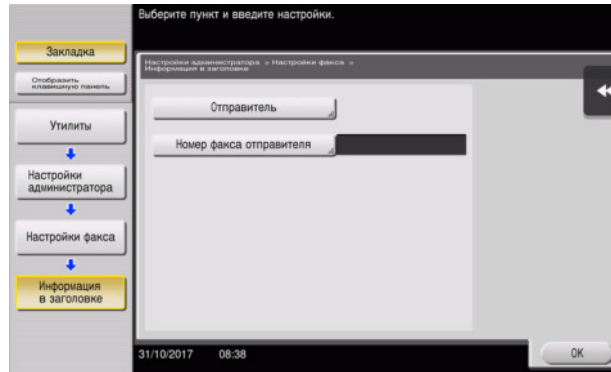 Выберите пункт и введите настройки.
Закладка
Отобразить
клавишную панель
Настройки администратора > Настройки факса >
Информация в заголовке
Отправитель
Номер факса отправителя
Утилиты
Настройки
администратора
Настройки факса
Информация
в заголовке
31/10/2017 08:38
OK